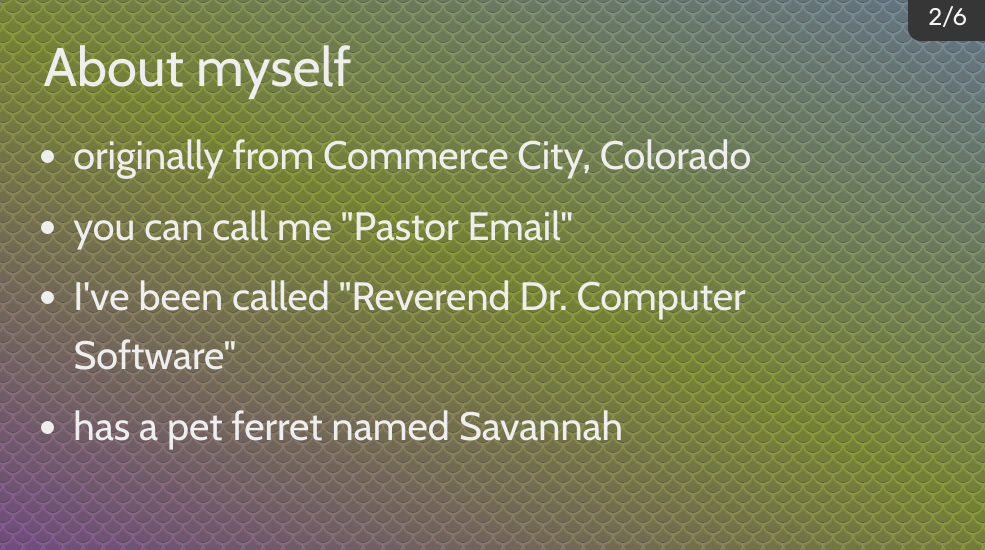 2/6
About myself
• originally from Commerce City, Colorado
• you can call me "Pastor Email"
• I've been called "Reverend Dr. Computer
Software"
• has a pet ferret named Savannah